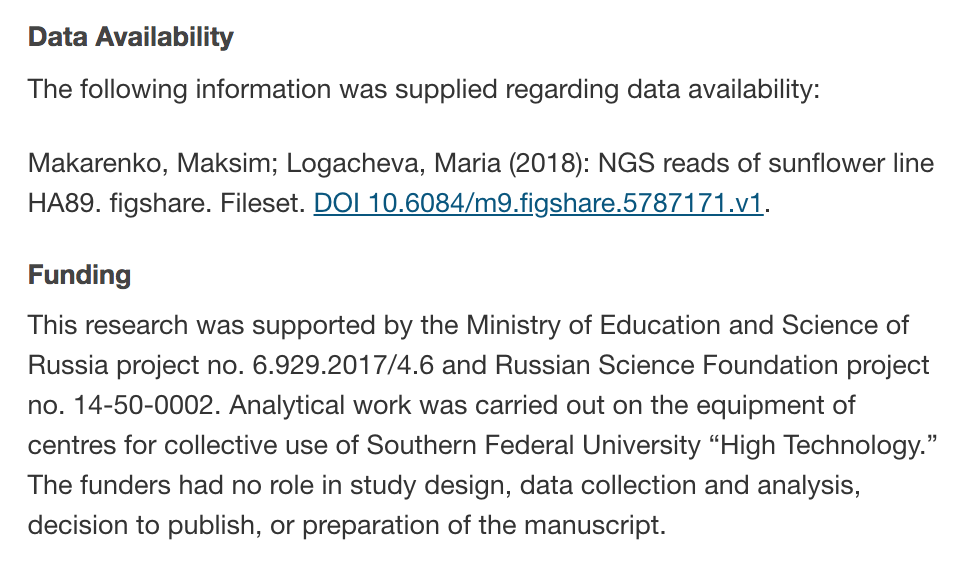 Data Availability
The following information was supplied regarding data availability:
Makarenko, Maksim; Logacheva, Maria (2018): NGS reads of sunflower line
HA89. figshare. Fileset. DOI 10.6084/m9.figshare.5787171.v1.
Funding
This research was supported by the Ministry of Education and Science of
Russia project no. 6.929.2017/4.6 and Russian Science Foundation project
no. 14-50-0002. Analytical work was carried out on the equipment of
centres for collective use of Southern Federal University “High Technology.”
The funders had no role in study design, data collection and analysis,
decision to publish, or preparation of the manuscript.